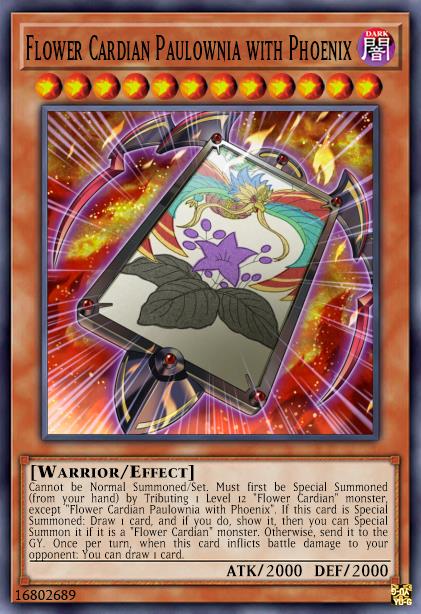 Flower Cardian Paulownia with Phoenix
DARK
闇
[Warrior/Effect]
Cannot be Normal Summoned/Set. Must first be Special Summoned
(from your hand) by Tributing 1 Level 12 "Flower Cardian" monster,
except "Flower Cardian Paulownia with Phoenix". If this card is Special
Summoned: Draw 1 card, and if you do, show it, then you can Special
Summon it if it is a "Flower Cardian" monster. Otherwise, send it to the
GY. Once per turn, when this card inflicts battle damage to your
opponent: You can draw 1 card.
ATK/2000 DEF/2000
16802689